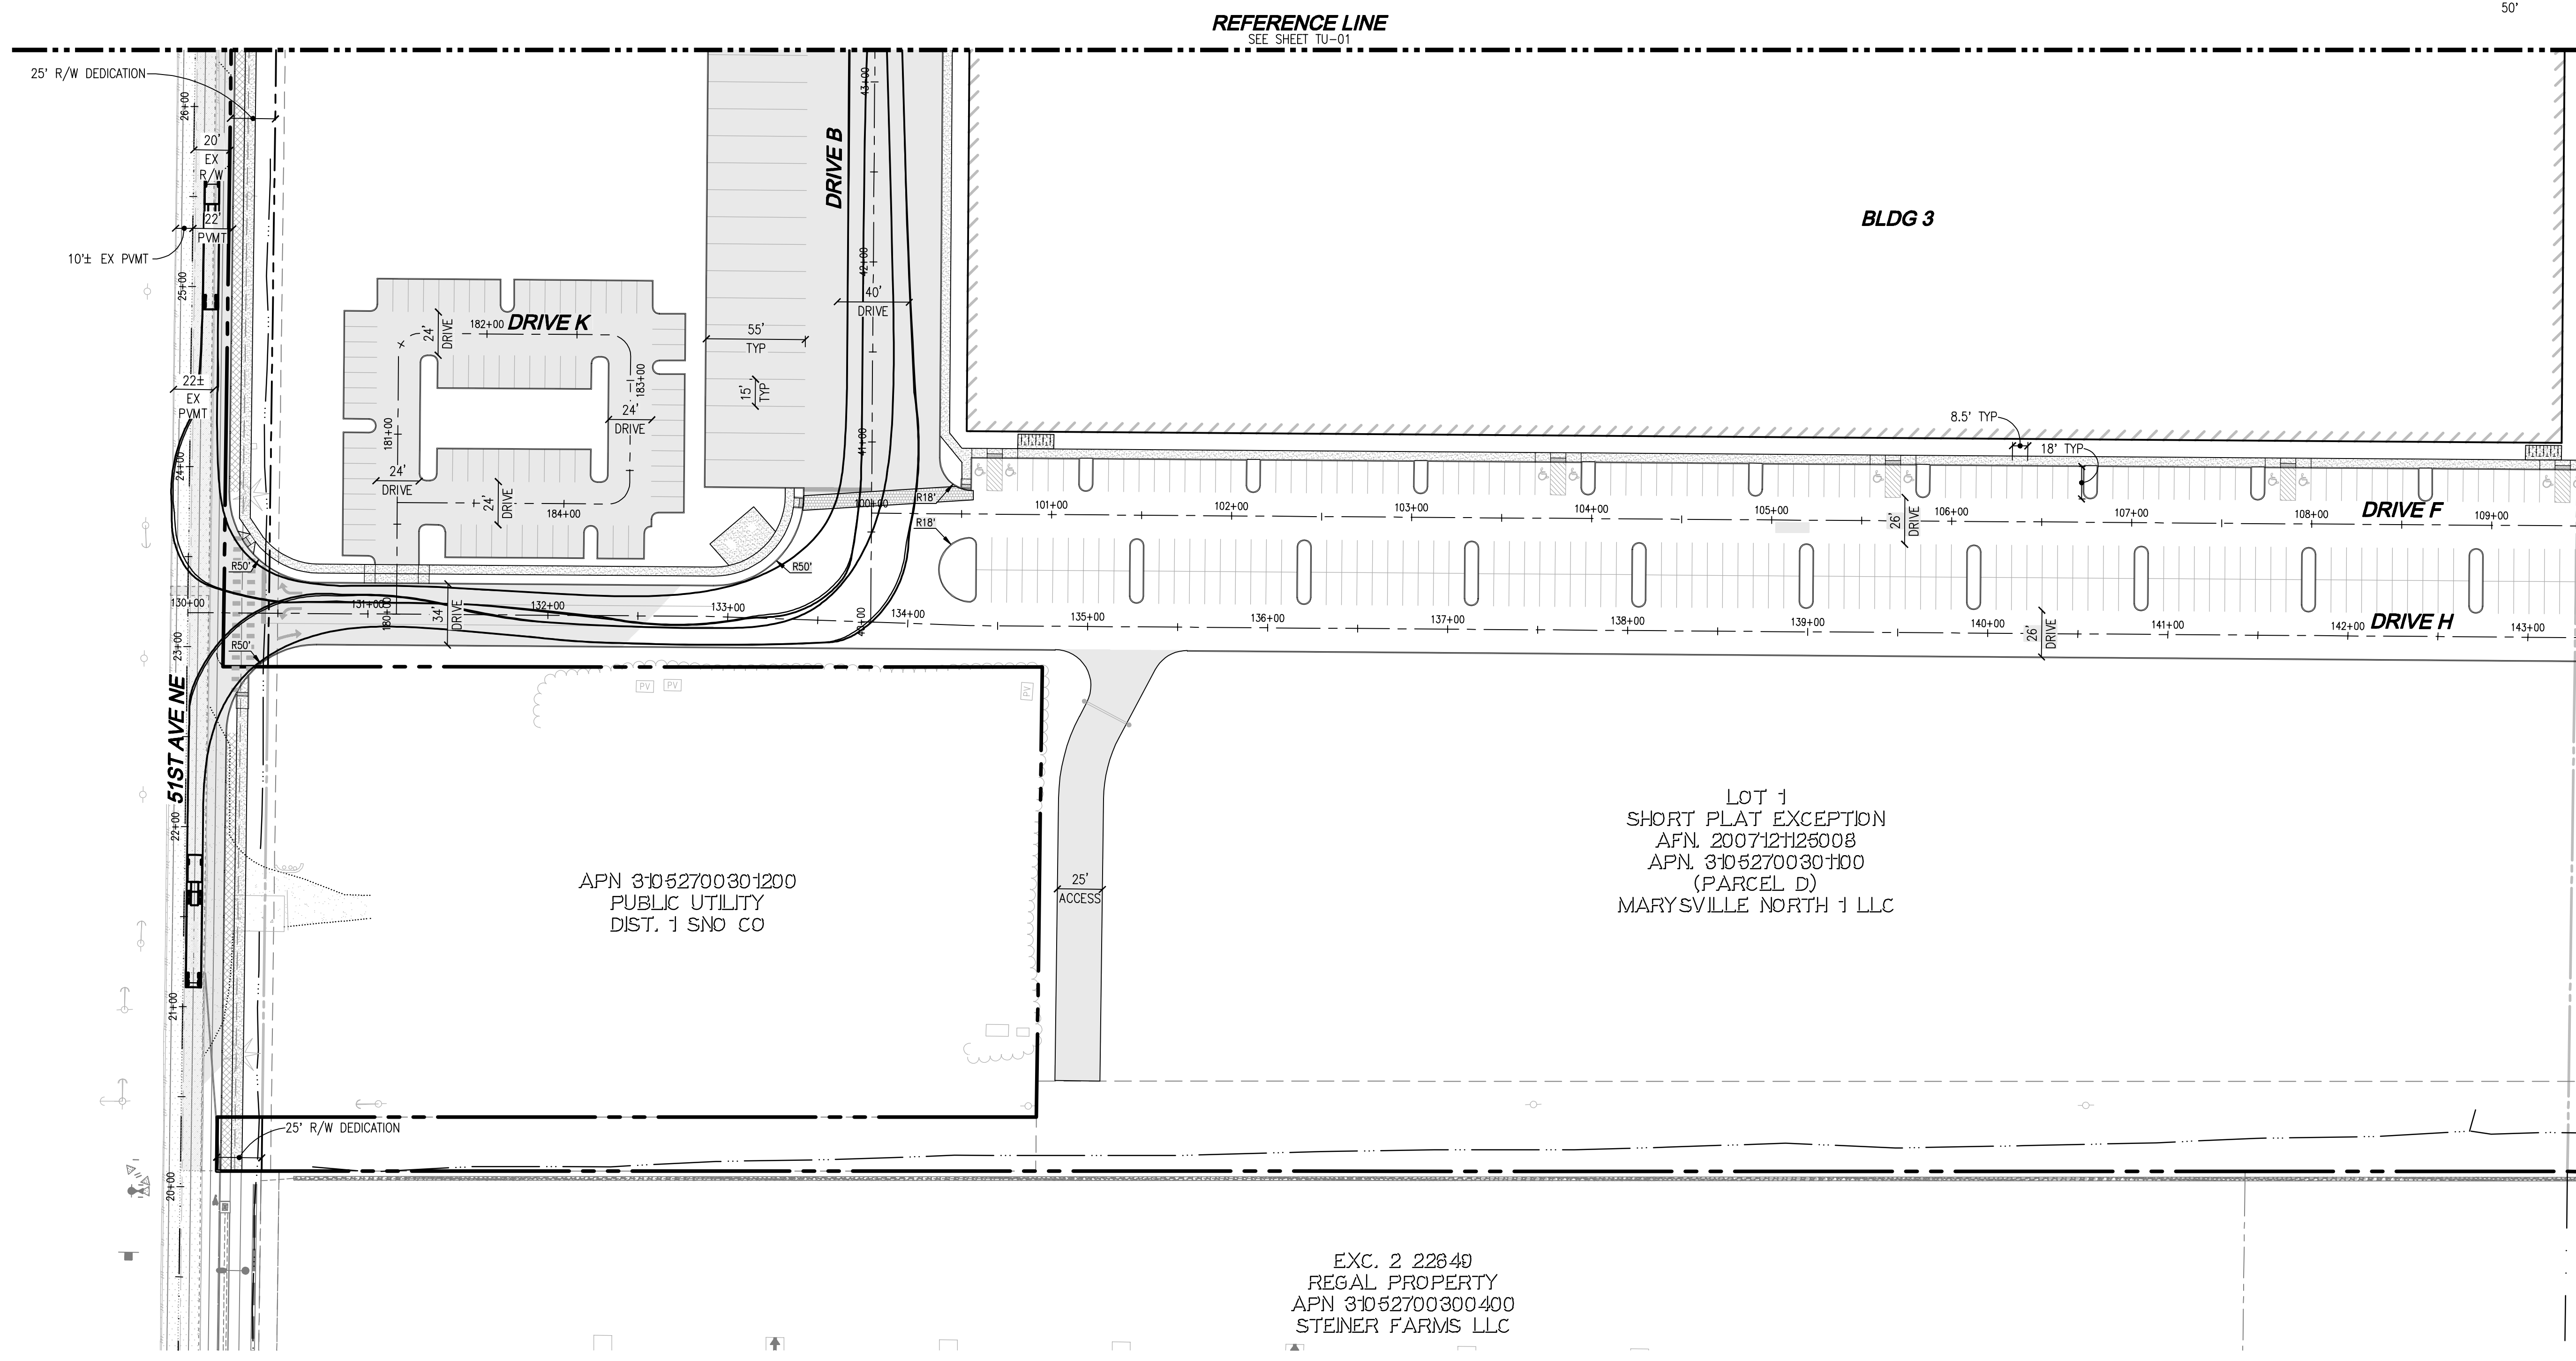 50'
REFERENCE LINE
SEE SHEET TU-01
25' R/W DEDICATION
26+00
20'
EX
R/W
22'
PVMT
10'± EX PVMT
25+00
22±
EX
PVMT
24+00
23+00
51ST AVE NE
22+00
21+00
20+00
DRIVE K
182+00
24'
DRIVE
183+00
24'
DRIVE
181+00
24'
DRIVE
24'
DRIVE
184+00
180+00
55'
TYP
15'
TYP
DRIVE B
43+00
42+00
40'
DRIVE
41+00
40+00
BLDG 3
8.5' TYP
18' TYP
R18'
R18'
R50'
R50'
R50'
100+00
101+00
102+00
103+00
104+00
105+00
106+00
107+00
108+00
109+00
DRIVE F
26'
DRIVE
130+00
131+00
132+00
133+00
134+00
135+00
136+00
137+00
138+00
139+00
140+00
141+00
142+00
143+00
DRIVE H
34'
DRIVE
26'
DRIVE
PV
PV
PV
APN 31052700301200
PUBLIC UTILITY
DIST. 1 SNO CO
25'
ACCESS
LOT 1
SHORT PLAT EXCEPTION
AFN. 2007121125008
APN. 31052700301100
(PARCEL D)
MARYSVILLE NORTH 1 LLC
25' R/W DEDICATION
EXC. 2 22649
REGAL PROPERTY
APN 31052700300400
STEINER FARMS LLC